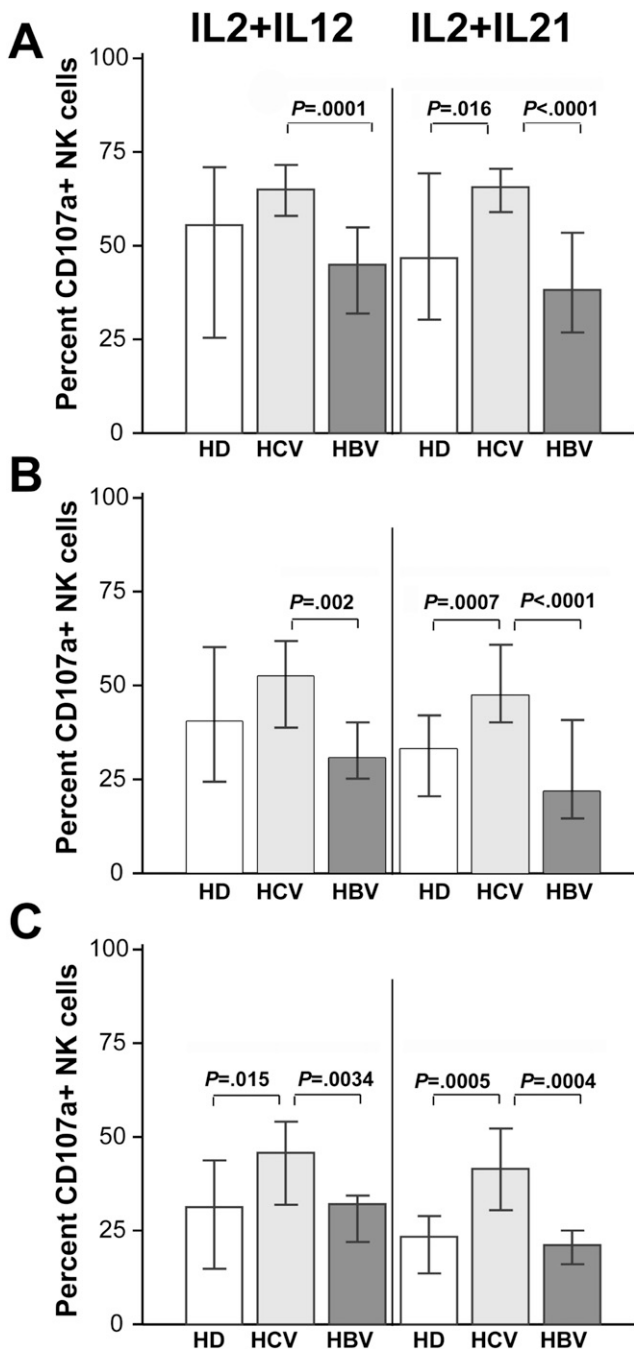 A
IL2+IL12 IL2+IL21
Percent CD107a+ NK cells
100
75
50
25
0
P=.0001
P=.016
P<.0001
HD HCV HBV HD HCV HBV
B
Percent CD107a+ NK cells
100
75
50
25
0
P=.002
P=.0007
P<.0001
HD HCV HBV HD HCV HBV
C
Percent CD107a+ NK cells
100
75
50
25
0
P=.015
P=.0034
P=.0005
P=.0004
HD HCV HBV HD HCV HBV